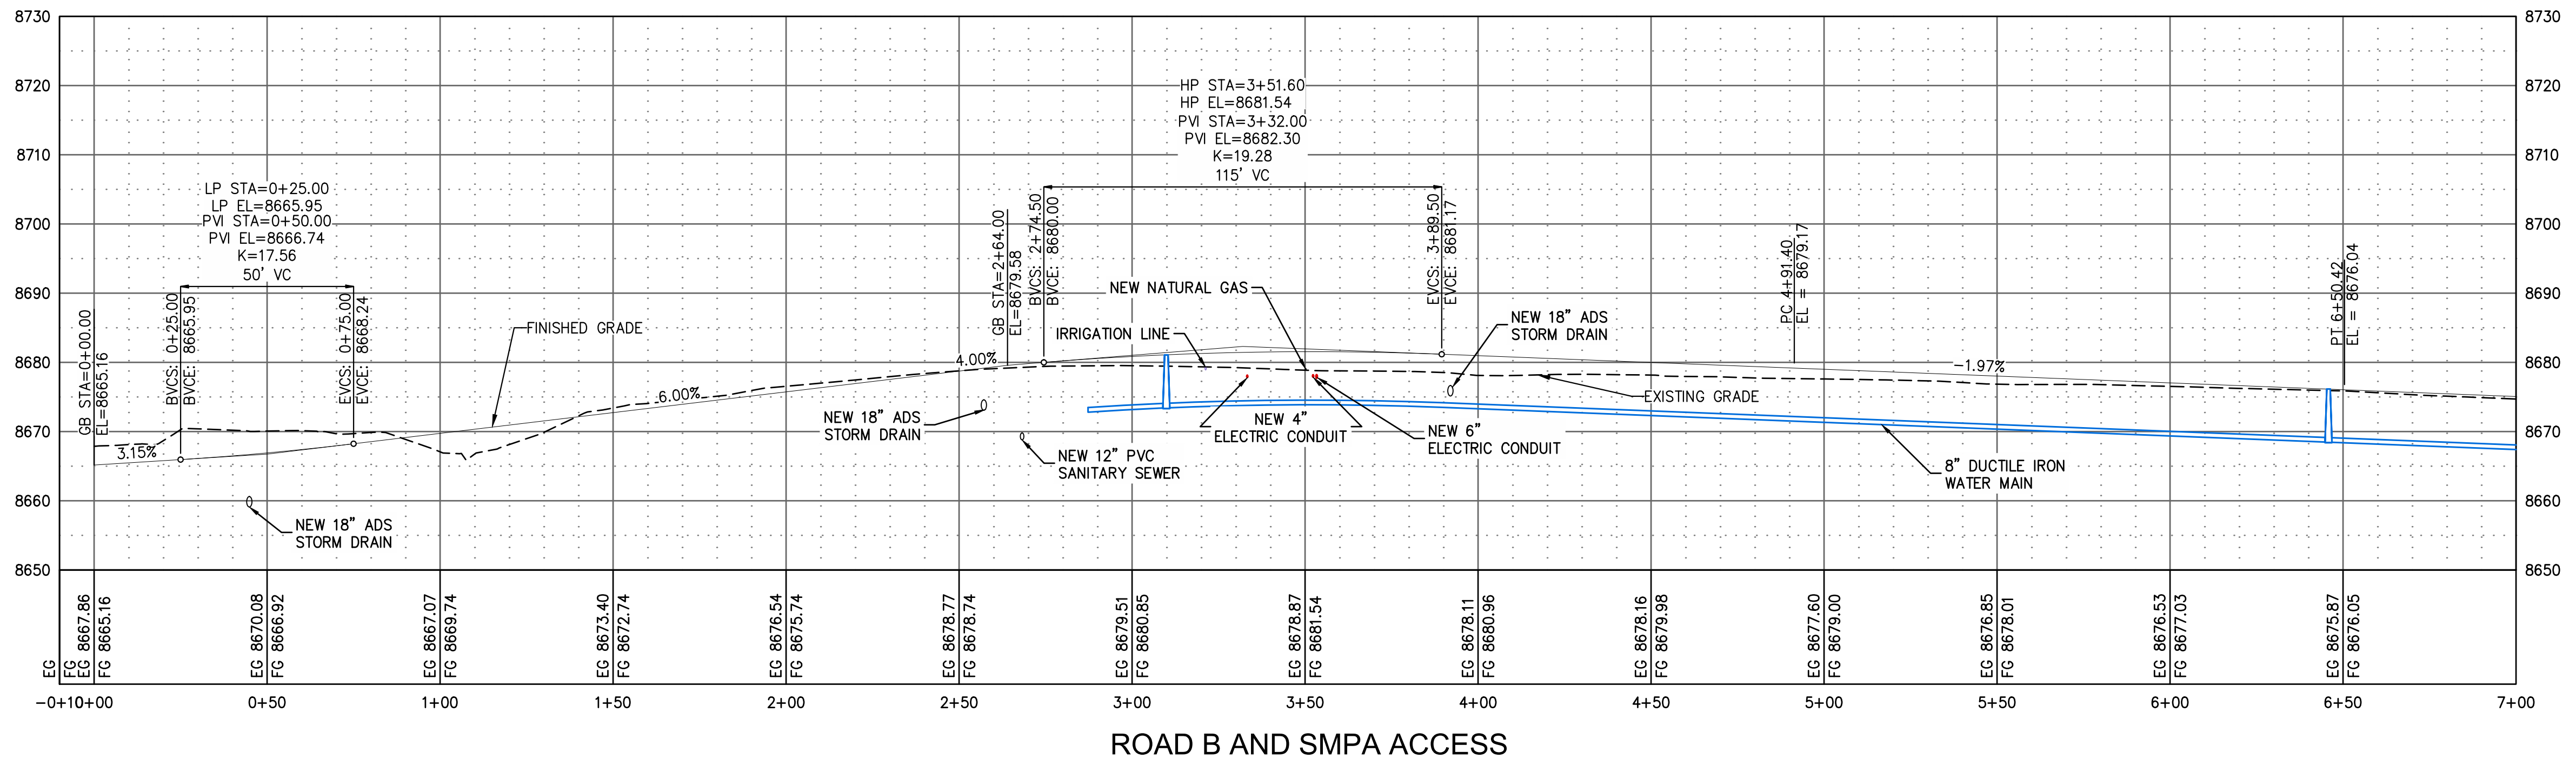 8730
8720
8710
8700
8690
8680
8670
8660
8650
8730
8720
8710
8700
8690
8680
8670
8660
8650
GB STA=0+00.00
EL=8665.16
3.15%
LP STA=0+25.00
LP EL=8665.95
PVI STA=0+50.00
PVI EL=8666.74
K=17.56
50' VC
BVCS: 0+25.00
BVCE: 8665.95
EVCS: 0+75.00
EVCE: 8668.24
NEW 18" ADS
STORM DRAIN
FINISHED GRADE
6.00%
4.00%
GB STA=2+64.00
EL=8679.58
HP STA=3+51.60
HP EL=8681.54
PVI STA=3+32.00
PVI EL=8682.30
K=19.28
115' VC
BVCS: 2+74.50
BVCE: 8680.00
EVCS: 3+89.50
EVCE: 8681.17
NEW 18" ADS
STORM DRAIN
NEW 12" PVC
SANITARY SEWER
NEW NATURAL GAS
IRRIGATION LINE
NEW 4"
ELECTRIC CONDUIT
NEW 6"
ELECTRIC CONDUIT
NEW 18" ADS
STORM DRAIN
EXISTING GRADE
PC 4+91.40
EL = 8679.17
-1.97%
8" DUCTILE IRON
WATER MAIN
PT 6+50.42
EL = 8676.04
EG
FG
EG 8667.86
FG 8665.16
EG 8670.08
FG 8666.92
EG 8667.07
FG 8669.74
EG 8673.40
FG 8672.74
EG 8676.54
FG 8675.74
EG 8678.77
FG 8678.74
EG 8679.51
FG 8680.85
EG 8678.87
FG 8681.54
EG 8678.11
FG 8680.96
EG 8678.16
FG 8679.98
EG 8677.60
FG 8679.00
EG 8676.85
FG 8678.01
EG 8676.53
FG 8677.03
EG 8675.87
FG 8676.05
-0+10+00 0+50 1+00 1+50 2+00 2+50 3+00 3+50 4+00 4+50 5+00 5+50 6+00 6+50 7+00
ROAD B AND SMPA ACCESS